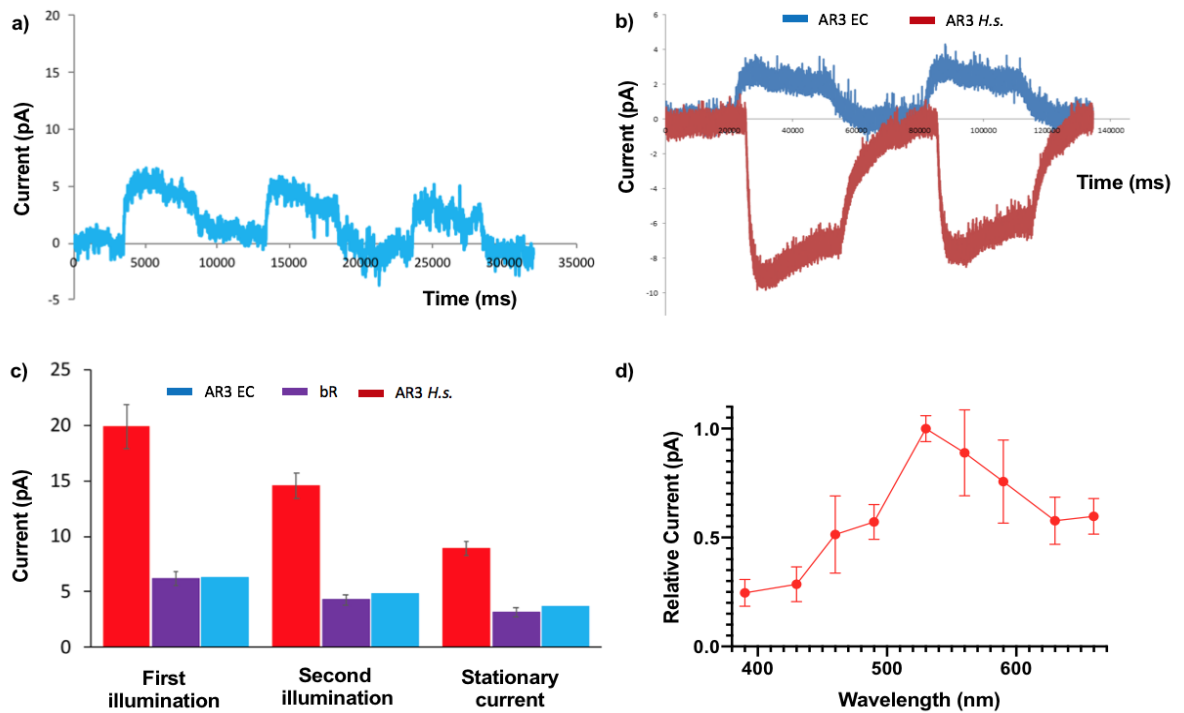 a)
20
15
10
5
0
-5
Current (pA)
0 5000 10000 15000 20000 25000 30000 35000
Time (ms)
b)
AR3 EC AR3 H.s.
6
4
2
0
-2
-4
-6
-8
-10
Current (pA)
0 20000 40000 60000 80000 100000 120000 140000
Time (ms)
c)
25
20
15
10
5
0
Current (pA)
AR3 EC bR AR3 H.s.
First
illumination
Second
illumination
Stationary
current
d)
1.0
0.5
0.0
Relative Current (pA)
400 500 600
Wavelength (nm)